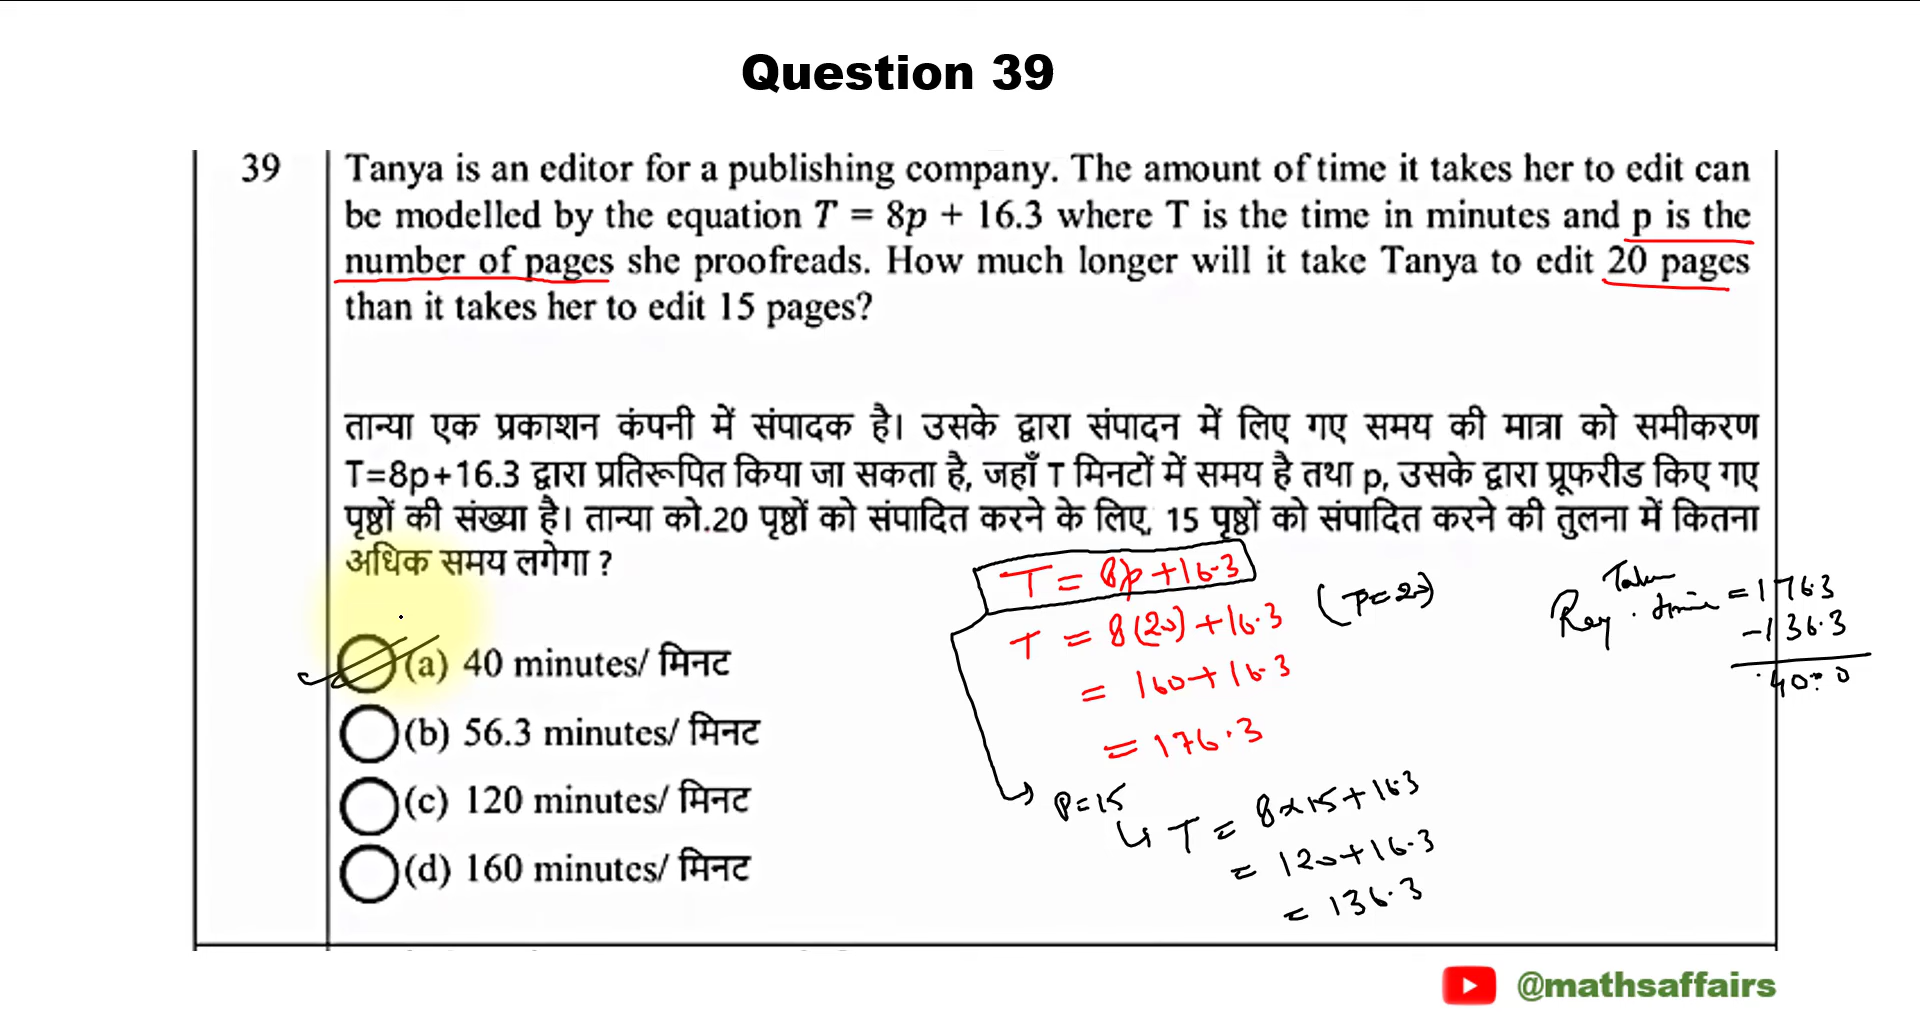 Question 39
39
Tanya is an editor for a publishing company. The amount of time it takes her to edit can
be modelled by the equation T = 8p + 16.3 where T is the time in minutes and p is the
number of pages she proofreads. How much longer will it take Tanya to edit 20 pages
than it takes her to edit 15 pages?
तान्या एक प्रकाशन कंपनी में संपादक है। उसके द्वारा संपादन में लिए गए समय की मात्रा को समीकरण
T=8p+16.3 द्वारा प्रतिरूपित किया जा सकता है, जहाँ T मिनटों में समय है तथा p, उसके द्वारा प्रूफरीड किए गए
पृष्ठों की संख्या है। तान्या को.20 पृष्ठों को संपादित करने के लिए, 15 पृष्ठों को संपादित करने की तुलना में कितना
अधिक समय लगेगा ?
(a) 40 minutes/ मिनट
(b) 56.3 minutes/ मिनट
(c) 120 minutes/ मिनट
(d) 160 minutes/ मिनट
T = 8p + 16.3
T = 8(20) + 16.3 (P=20)
= 160 + 16.3
= 176.3
P=15
T = 8×15+16.3
= 120+16.3
= 136.3
Taken
time = 176.3
-136.3
40.0
@mathsaffairs